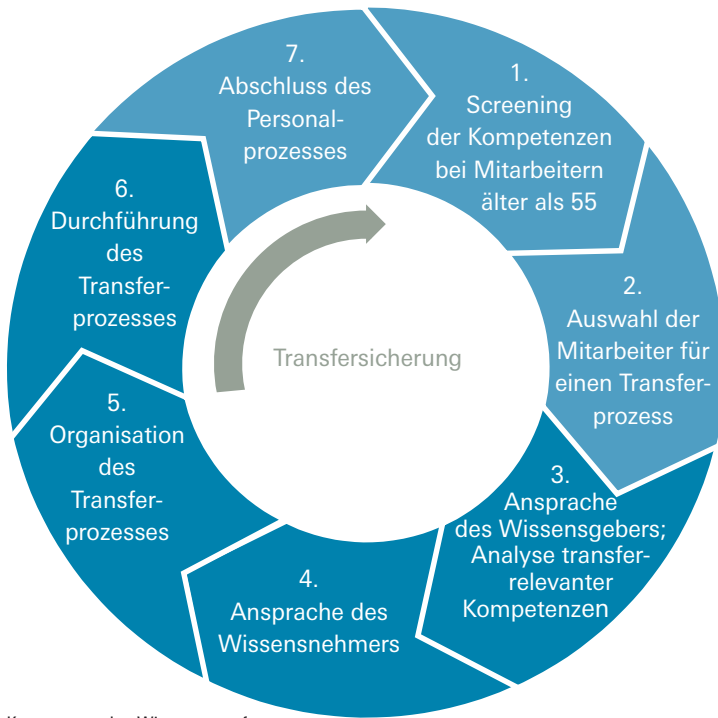 1.
Screening
der Kompetenzen
bei Mitarbeitern
älter als 55
2.
Auswahl der
Mitarbeiter für
einen Transfer-
prozess
3.
Ansprache
des Wissensgebers;
Analyse transfer-
relevanter
Kompetenzen
4.
Ansprache des
Wissensnehmers
5.
Organisation
des
Transfer-
prozesses
6.
Durchführung
des
Transfer-
prozesses
7.
Abschluss des
Personal-
prozesses
Transfersicherung